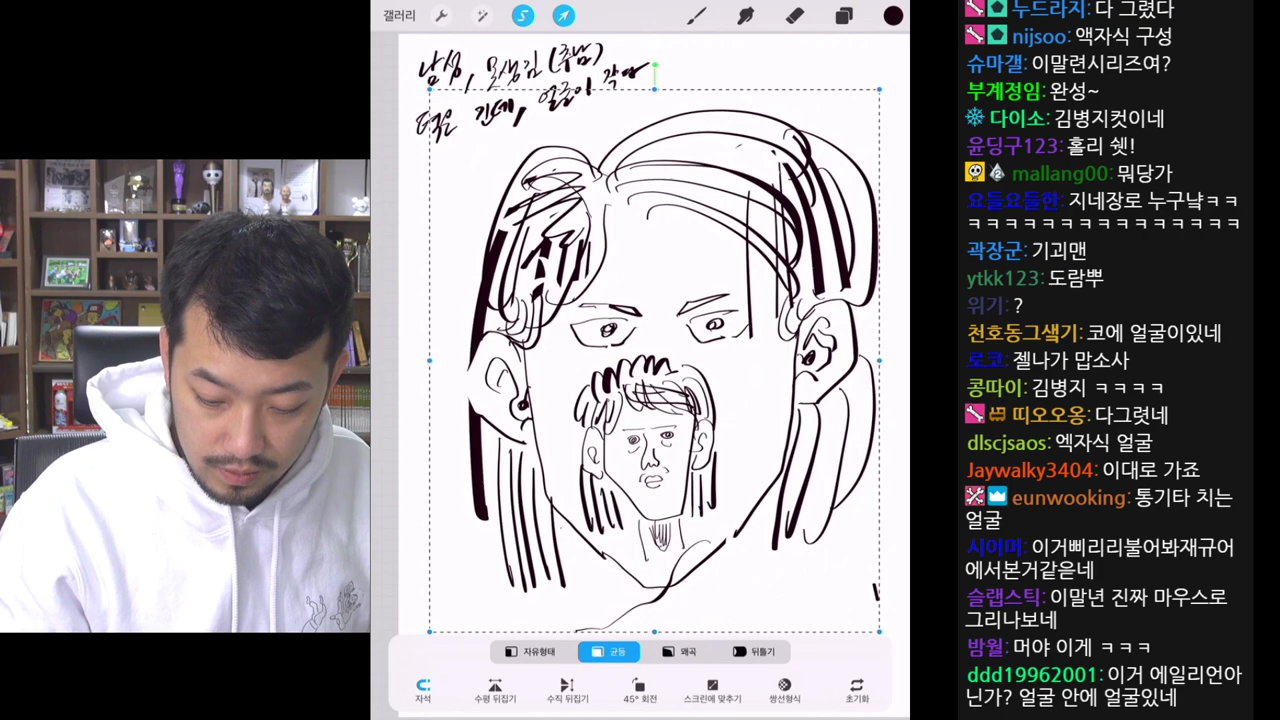 갤러리
남성, 못생김 (추남)
턱은 긴데, 얼굴이 각
자유형태
균등
왜곡
뒤틀기
자석
수평 뒤집기
수직 뒤집기
45° 회전
스크린에 맞추기
쌍선형식
초기화
누드라지: 다 그렸다
nijsoo: 액자식 구성
슈마갤: 이말련시리즈여?
부계정임: 완성~
다이소: 김병지컷이네
윤딩구123: 홀리 쉣!
mallang00: 뭐당가
요들요들한: 지네장로 누구냨ㅋㅋ
ㅋㅋㅋㅋㅋㅋㅋㅋㅋㅋㅋㅋㅋㅋㅋ
곽장군: 기괴맨
ytkk123: 도람뿌
위기: ?
천호동그색기: 코에 얼굴이있네
로코: 젤나가 맙소사
콩따이: 김병지 ㅋㅋㅋㅋ
띠오오옹: 다그렷네
dlscjsaos: 엑자식 얼굴
Jaywalky3404: 이대로 가죠
eunwooking: 통기타 치는
얼굴
시어머: 이거삐리리불어봐재규어
에서본거같은네
슬랩스틱: 이말년 진짜 마우스로
그리나보네
밤월: 머야 이게 ㅋㅋㅋ
ddd19962001: 이거 에일리언아
닌가? 얼굴 안에 얼굴있네